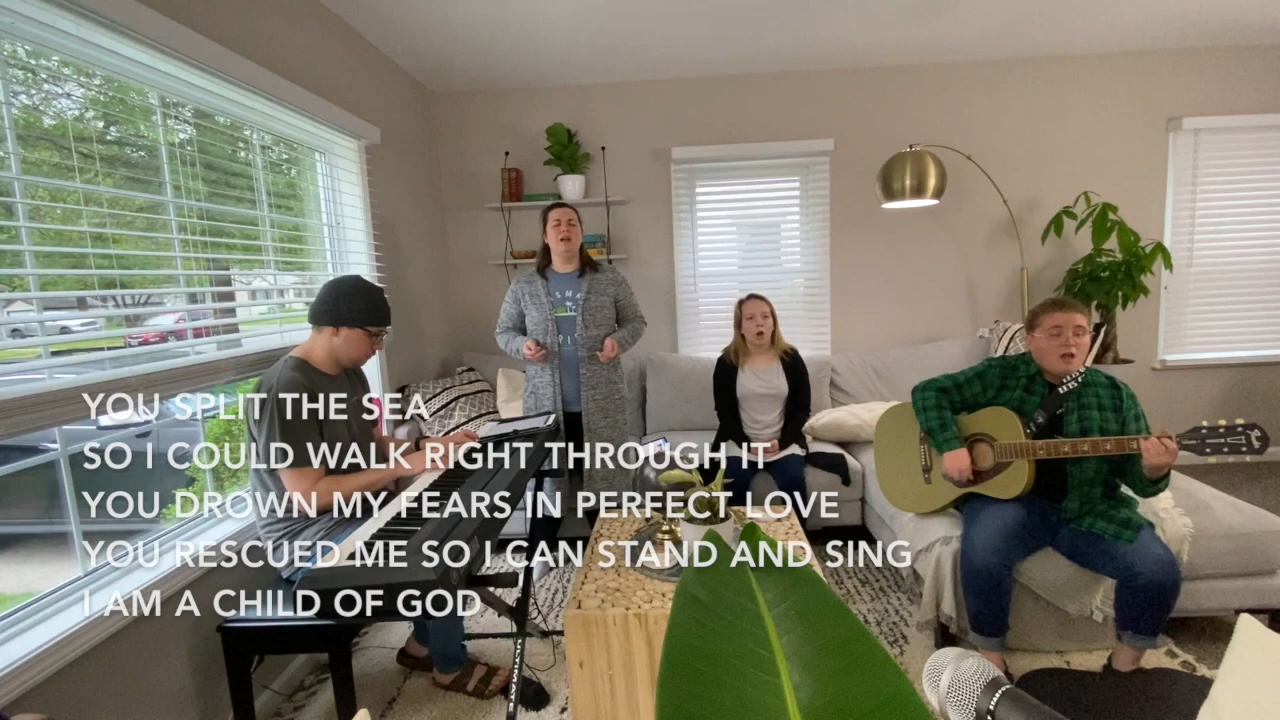 YOU SPLIT THE SEA
SO I COULD WALK RIGHT THROUGH IT
YOU DROWN MY FEARS IN PERFECT LOVE
YOU RESCUED ME SO I CAN STAND AND SING
I AM A CHILD OF GOD